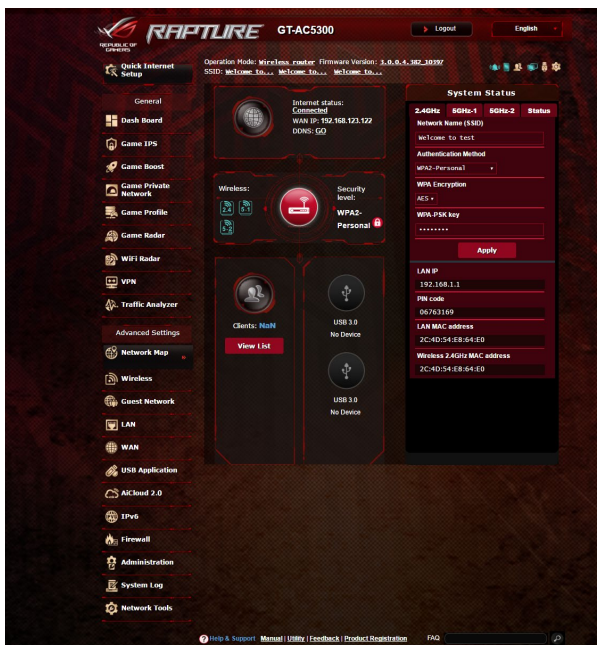 REPUBLIC OF
GAMERS
RAPTURE GT-AC5300
Logout
English
Quick Internet
Setup
Operation Mode: Wireless router Firmware Version: 3.0.0.4.382_10397
SSID: Welcome to... Welcome to... Welcome to...
General
Dash Board
Game IPS
Game Boost
Game Private
Network
Game Profile
Game Radar
WiFi Radar
VPN
Traffic Analyzer
Advanced Settings
Network Map
Wireless
Guest Network
LAN
WAN
USB Application
AiCloud 2.0
IPv6
Firewall
Administration
System Log
Network Tools
Internet status:
Connected
WAN IP: 192.168.123.122
DDNS: GO
Wireless:
2.4
5-1
5-2
Security
level:
WPA2-
Personal
Clients: NaN
View List
USB 3.0
No Device
USB 3.0
No Device
System Status
2.4GHz 5GHz-1 5GHz-2 Status
Network Name (SSID)
Welcome to test
Authentication Method
WPA2-Personal
WPA Encryption
AES
WPA-PSK key
••••••••
Apply
LAN IP
192.168.1.1
PIN code
06763169
LAN MAC address
2C:4D:54:E8:64:E0
Wireless 2.4GHz MAC address
2C:4D:54:E8:64:E0
Help & Support Manual | Utility | Feedback | Product Registration FAQ